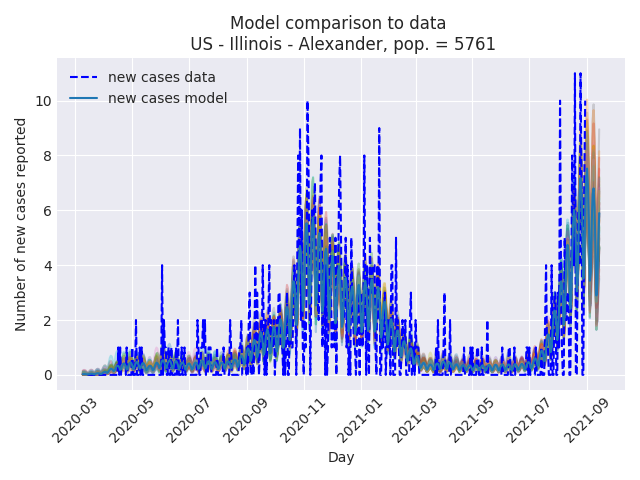 Model comparison to data
US - Illinois - Alexander, pop. = 5761
new cases data
new cases model
Number of new cases reported
10
8
6
4
2
0
2020-03
2020-05
2020-07
2020-09
2020-11
2021-01
2021-03
2021-05
2021-07
2021-09
Day